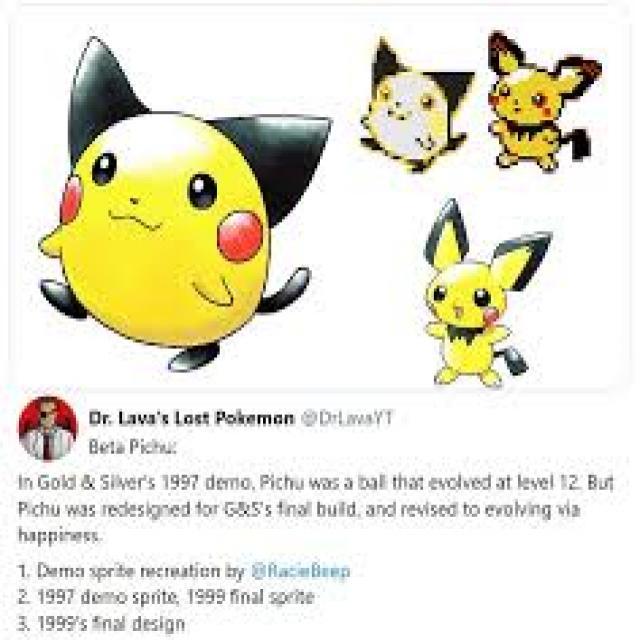 Dr. Lava's Lost Pokemon @DrLavaYT
Beta Pichu:
In Gold & Silver's 1997 demo, Pichu was a ball that evolved at level 12. But
Pichu was redesigned for G&S's final build, and revised to evolving via
happiness.
1. Demo sprite recreation by @RacieBeep
2. 1997 demo sprite, 1999 final sprite
3. 1999's final design